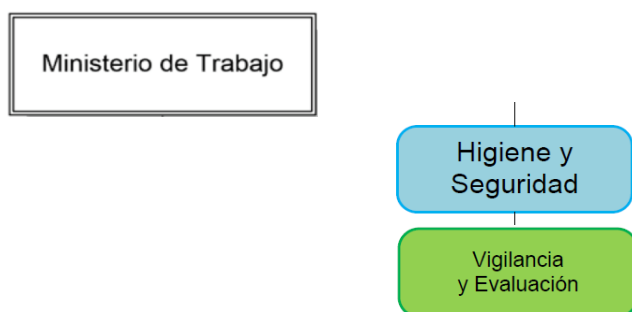 Ministerio de Trabajo
Higiene y
Seguridad
Vigilancia
y Evaluación